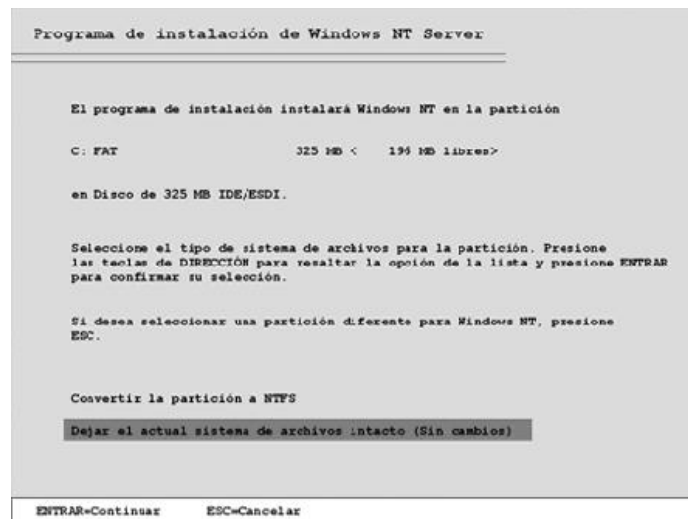 Programa de instalación de Windows NT Server
El programa de instalación instalará Windows NT en la partición
C: FAT 325 MB < 196 MB libres>
en Disco de 325 MB IDE/ESDI.
Seleccione el tipo de sistema de archivos para la partición. Presione
las teclas de DIRECCIÓN para resaltar la opción de la lista y presione ENTRAR
para confirmar su selección.
Si desea seleccionar una partición diferente para Windows NT, presione
ESC.
Convertir la partición a NTFS
Dejar el actual sistema de archivos intacto (Sin cambios)
ENTRAR=Continuar ESC=Cancelar